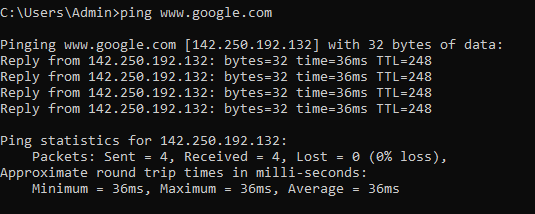 C:\Users\Admin>ping www.google.com
Pinging www.google.com [142.250.192.132] with 32 bytes of data:
Reply from 142.250.192.132: bytes=32 time=36ms TTL=248
Reply from 142.250.192.132: bytes=32 time=36ms TTL=248
Reply from 142.250.192.132: bytes=32 time=36ms TTL=248
Reply from 142.250.192.132: bytes=32 time=36ms TTL=248
Ping statistics for 142.250.192.132:
    Packets: Sent = 4, Received = 4, Lost = 0 (0% loss),
Approximate round trip times in milli-seconds:
    Minimum = 36ms, Maximum = 36ms, Average = 36ms